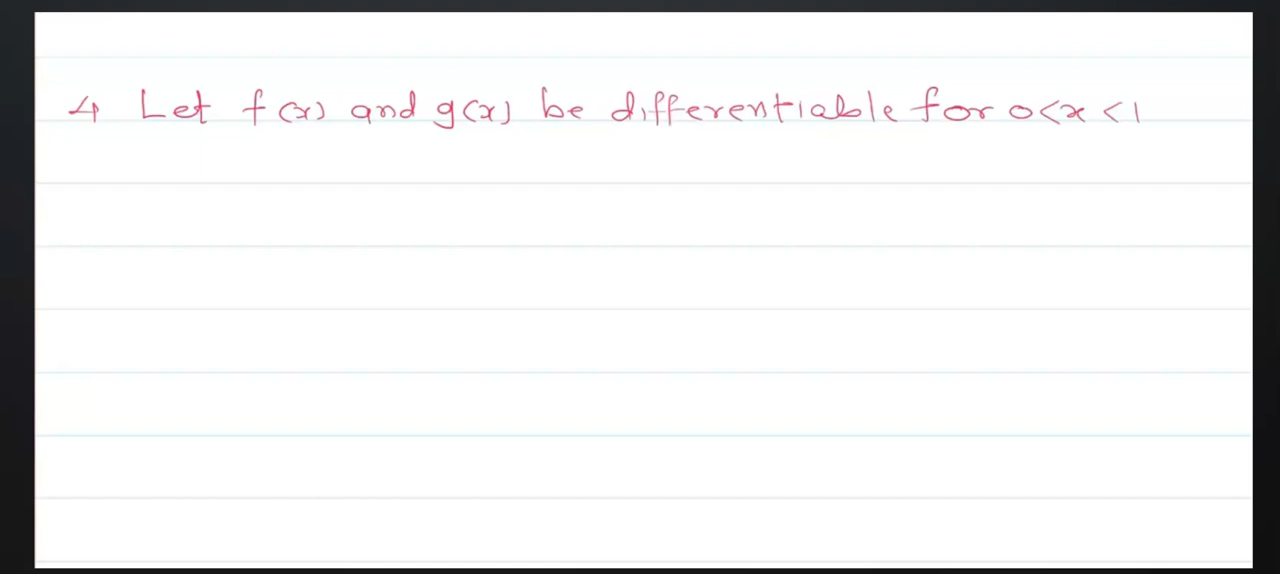 4 Let f(x) and g(x) be differentiable for 0<x<1